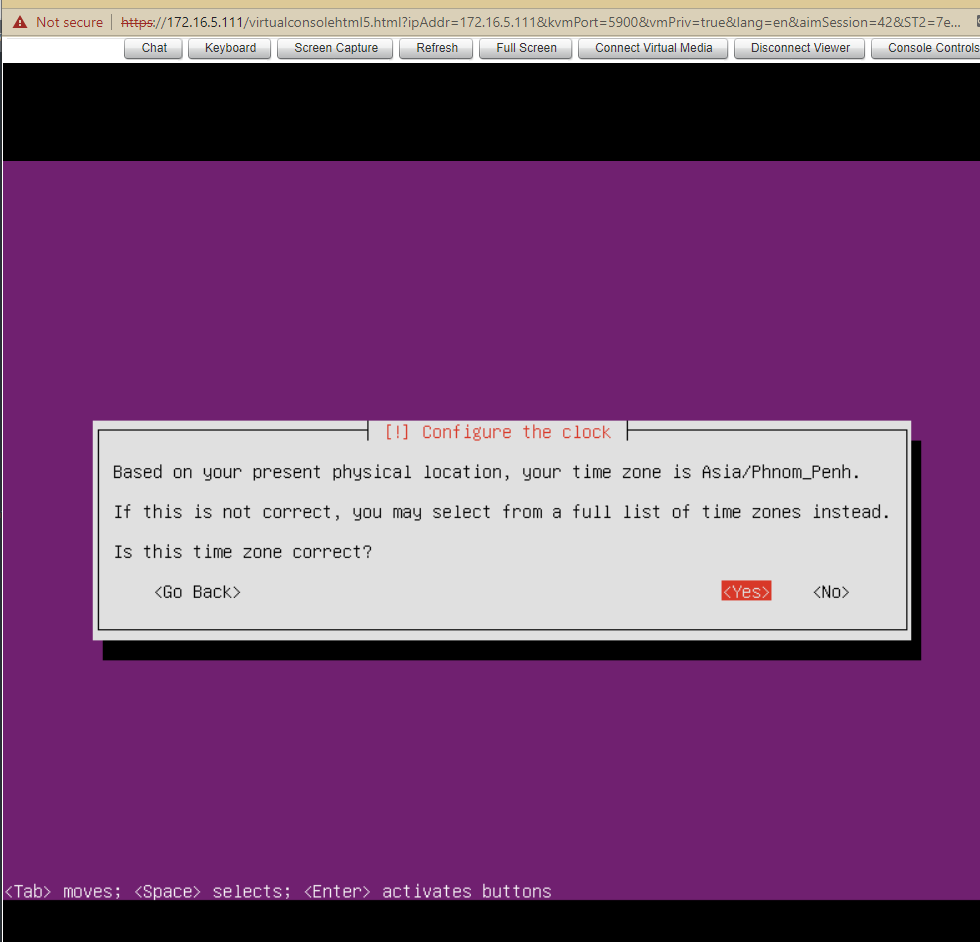 Not secure https://172.16.5.111/virtualconsolehtml5.html?ipAddr=172.16.5.111&kvmPort=5900&vmPriv=true&lang=en&aimSession=42&ST2=7e...
Chat Keyboard Screen Capture Refresh Full Screen Connect Virtual Media Disconnect Viewer Console Controls
[!] Configure the clock
Based on your present physical location, your time zone is Asia/Phnom_Penh.
If this is not correct, you may select from a full list of time zones instead.
Is this time zone correct?
<Go Back> <Yes> <No>
<Tab> moves; <Space> selects; <Enter> activates buttons